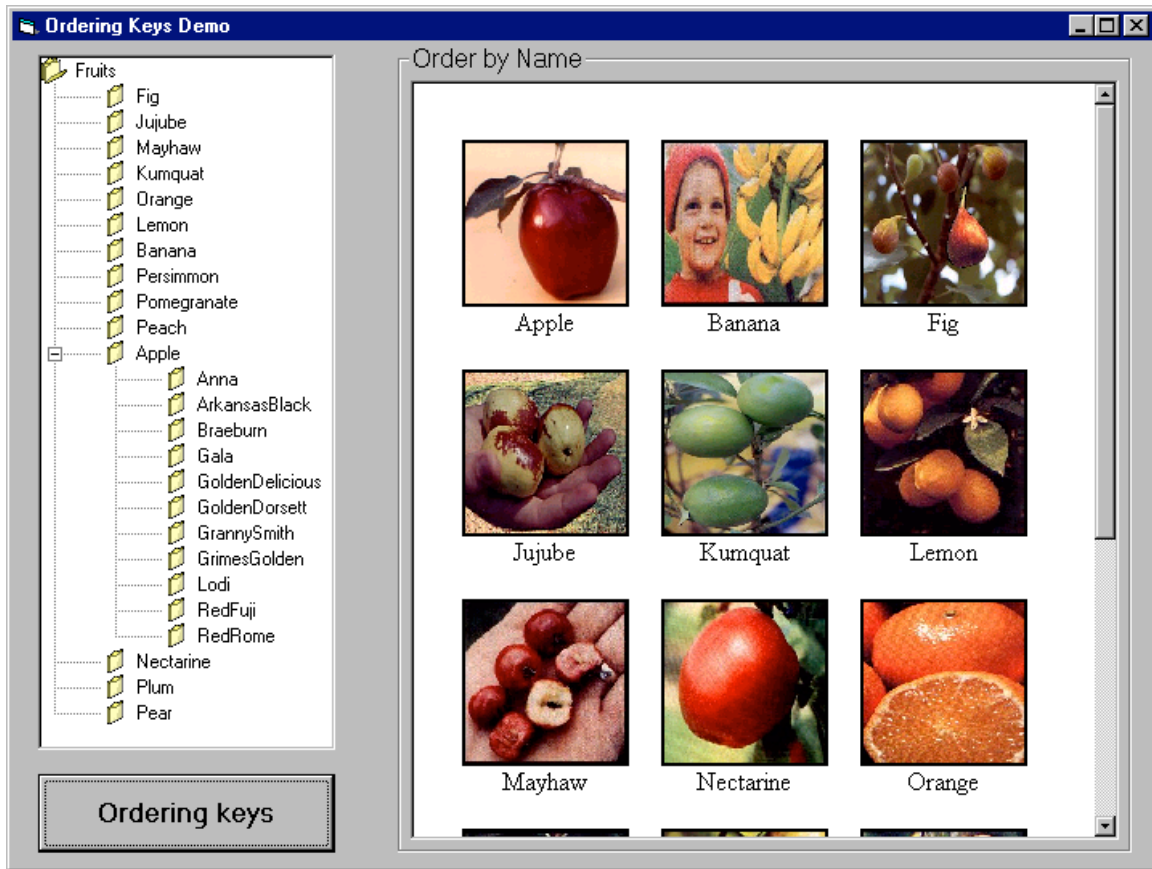 Ordering Keys Demo
Fruits
Fig
Jujube
Mayhaw
Kumquat
Orange
Lemon
Banana
Persimmon
Pomegranate
Peach
Apple
Anna
ArkansasBlack
Braeburn
Gala
GoldenDelicious
GoldenDorsett
GrannySmith
GrimesGolden
Lodi
RedFuji
RedRome
Nectarine
Plum
Pear
Ordering keys
Order by Name
Apple Banana Fig
Jujube Kumquat Lemon
Mayhaw Nectarine Orange